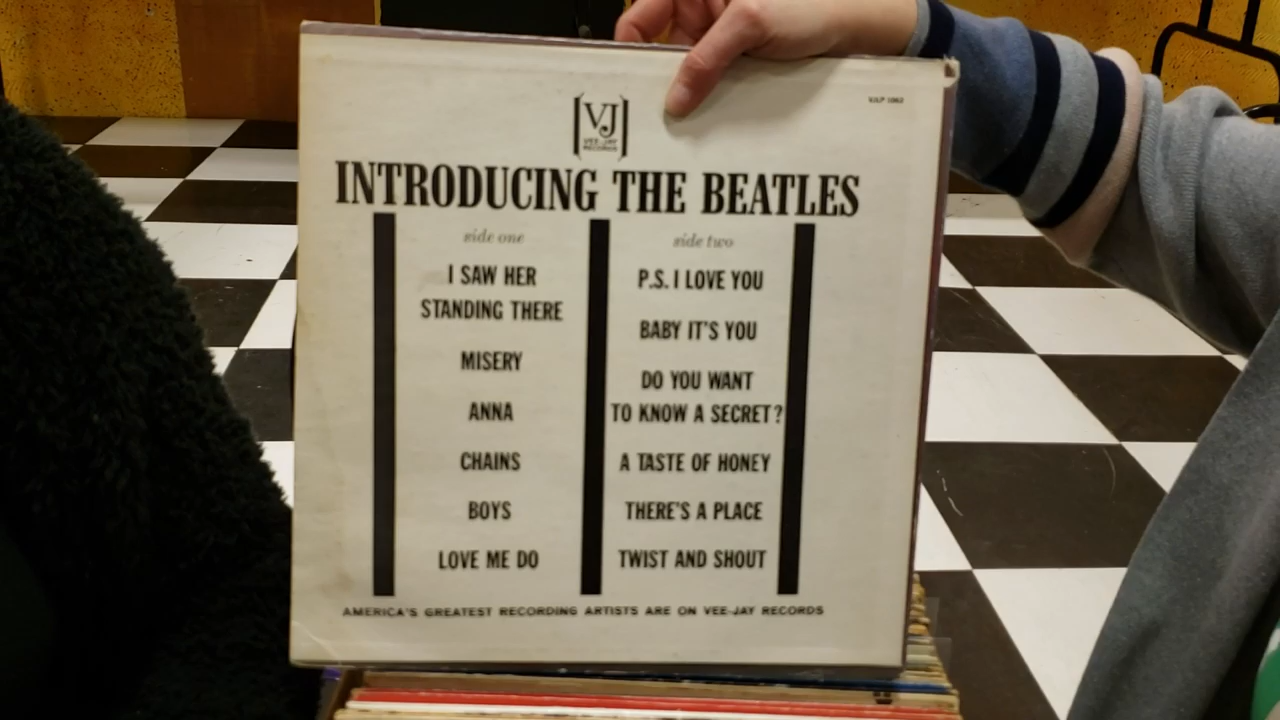 VJLP 1062
VJ
VEE-JAY
RECORDS
INTRODUCING THE BEATLES
side one
I SAW HER
STANDING THERE
MISERY
ANNA
CHAINS
BOYS
LOVE ME DO
side two
P.S. I LOVE YOU
BABY IT'S YOU
DO YOU WANT
TO KNOW A SECRET?
A TASTE OF HONEY
THERE'S A PLACE
TWIST AND SHOUT
AMERICA'S GREATEST RECORDING ARTISTS ARE ON VEE-JAY RECORDS